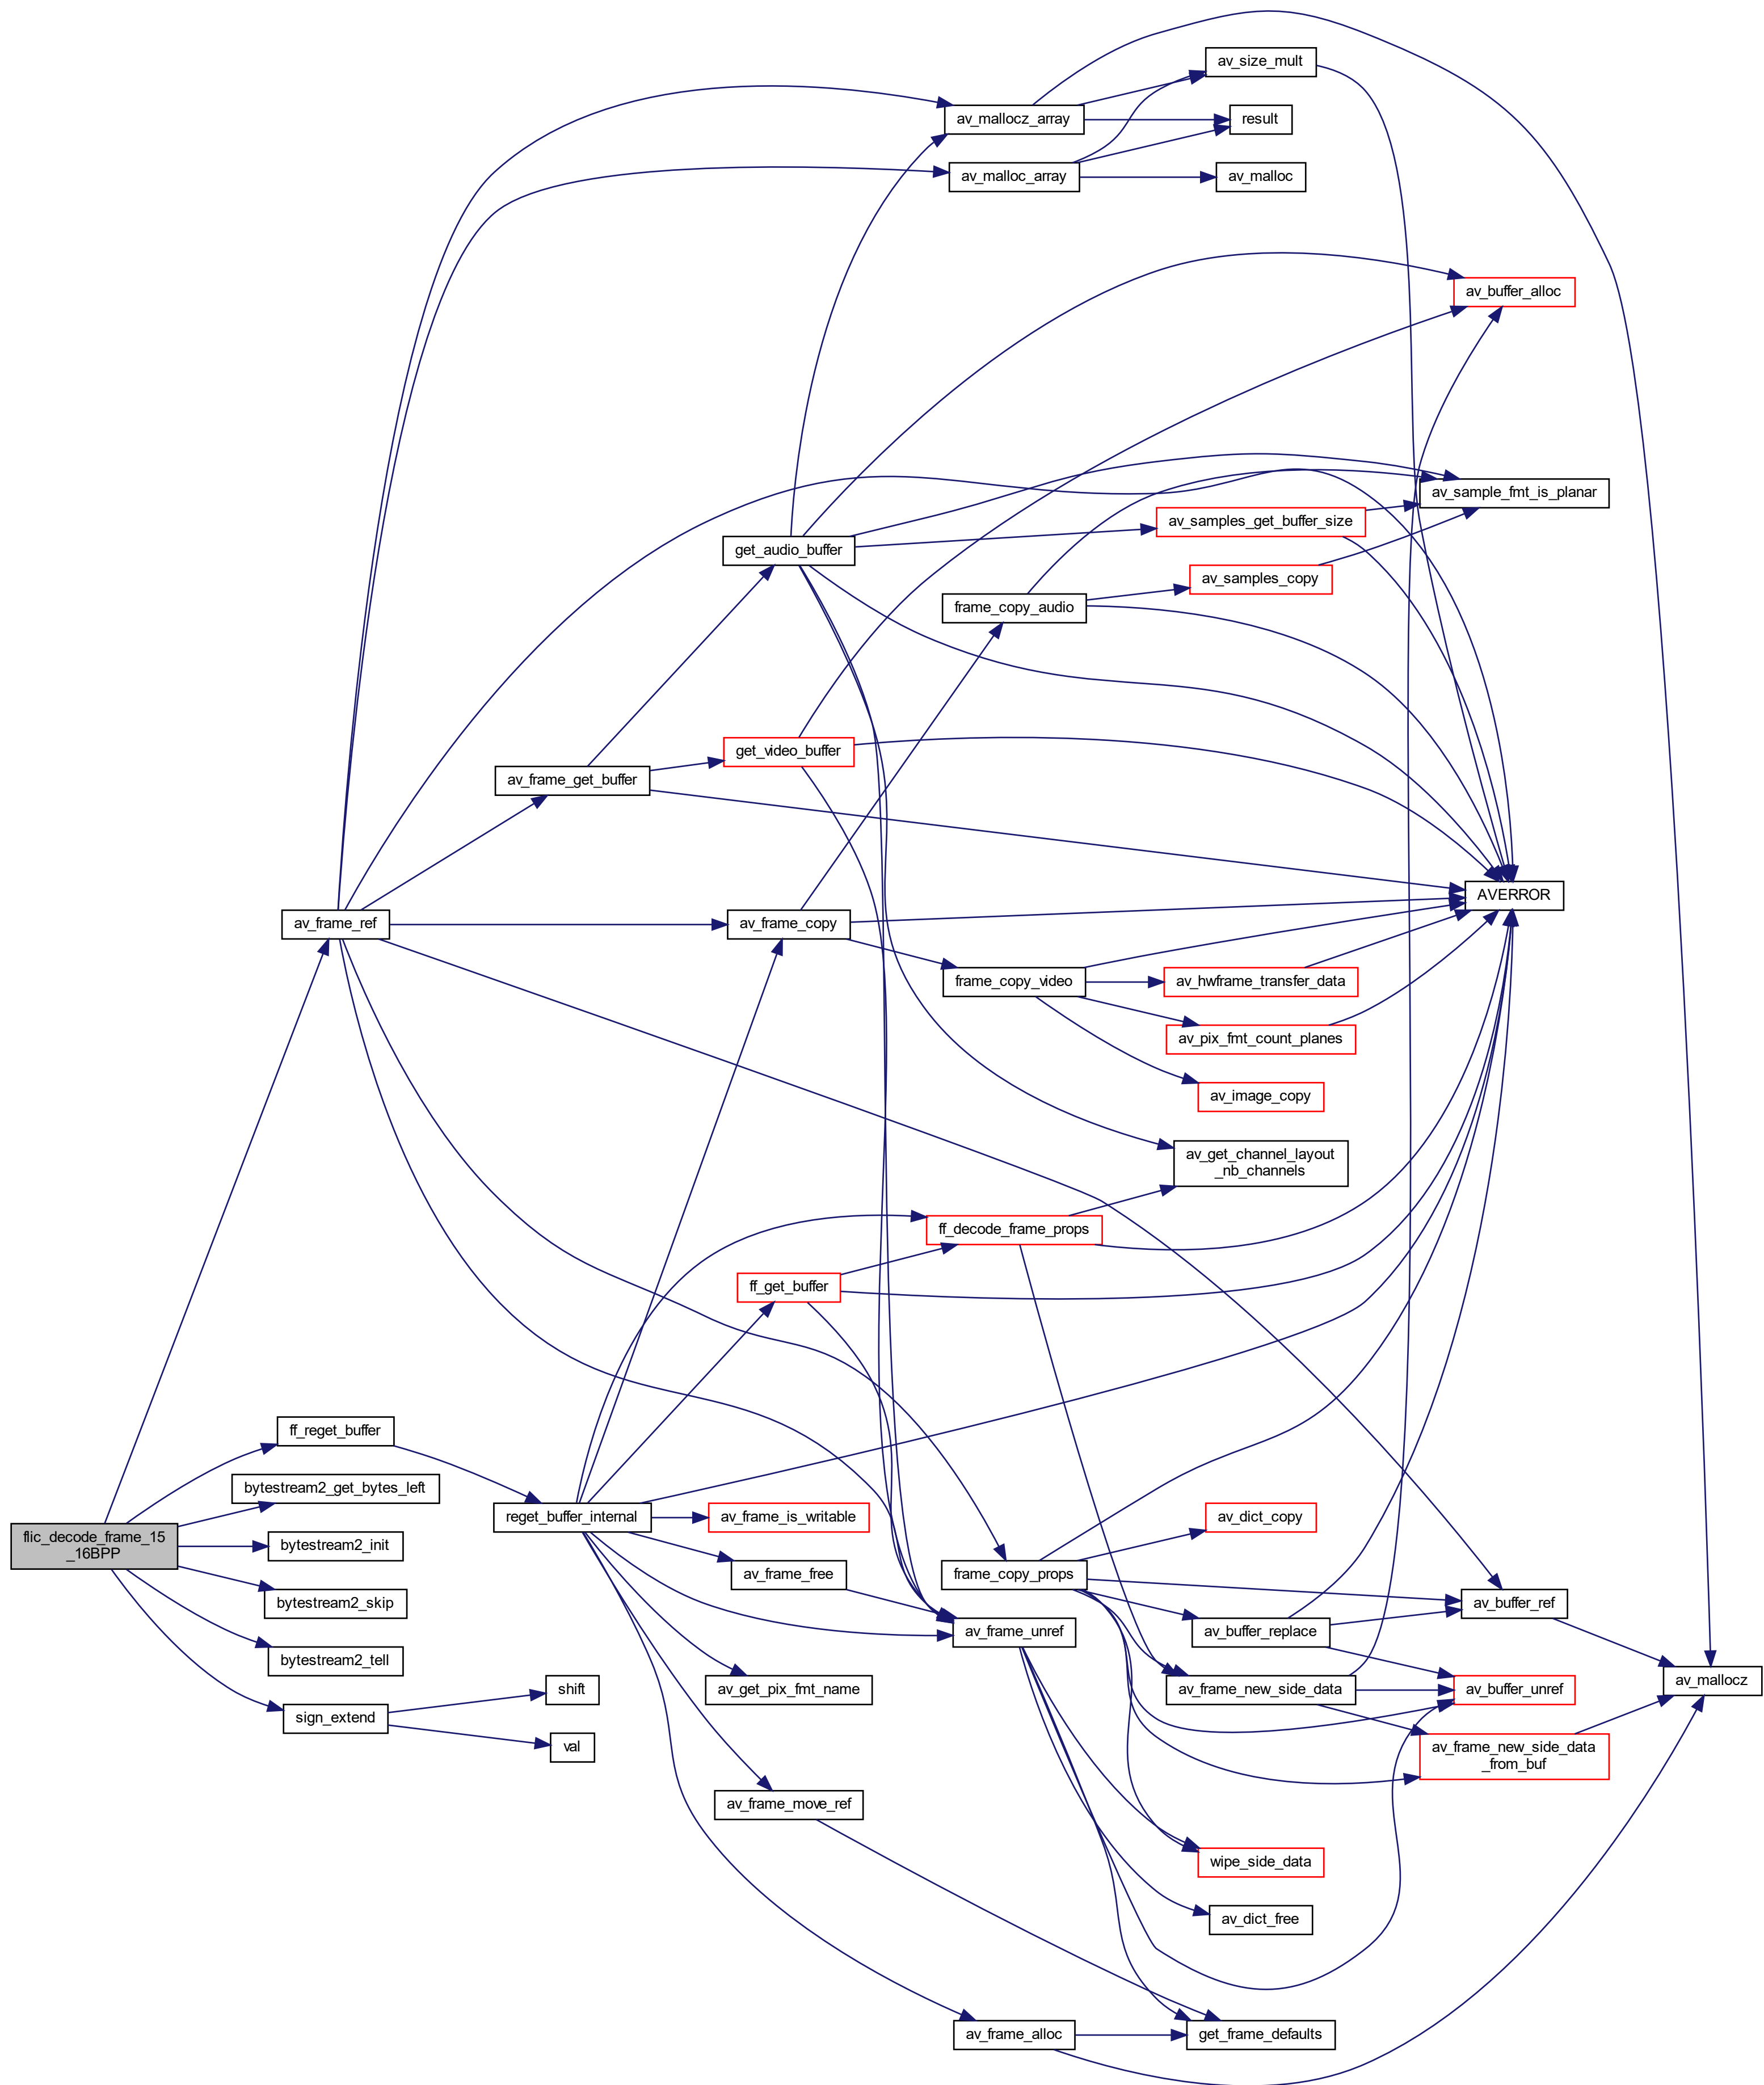 av_size_mult
av_mallocz_array
result
av_malloc_array
av_malloc
av_buffer_alloc
av_sample_fmt_is_planar
av_samples_get_buffer_size
get_audio_buffer
av_samples_copy
frame_copy_audio
get_video_buffer
av_frame_get_buffer
AVERROR
av_frame_ref
av_frame_copy
frame_copy_video
av_hwframe_transfer_data
av_pix_fmt_count_planes
av_image_copy
av_get_channel_layout
_nb_channels
ff_decode_frame_props
ff_get_buffer
ff_reget_buffer
bytestream2_get_bytes_left
reget_buffer_internal
av_frame_is_writable
av_dict_copy
flic_decode_frame_15
_16BPP
bytestream2_init
av_frame_free
frame_copy_props
bytestream2_skip
av_buffer_ref
av_frame_unref
av_buffer_replace
bytestream2_tell
av_mallocz
shift
av_get_pix_fmt_name
av_frame_new_side_data
av_buffer_unref
sign_extend
val
av_frame_new_side_data
_from_buf
av_frame_move_ref
wipe_side_data
av_dict_free
av_frame_alloc
get_frame_defaults